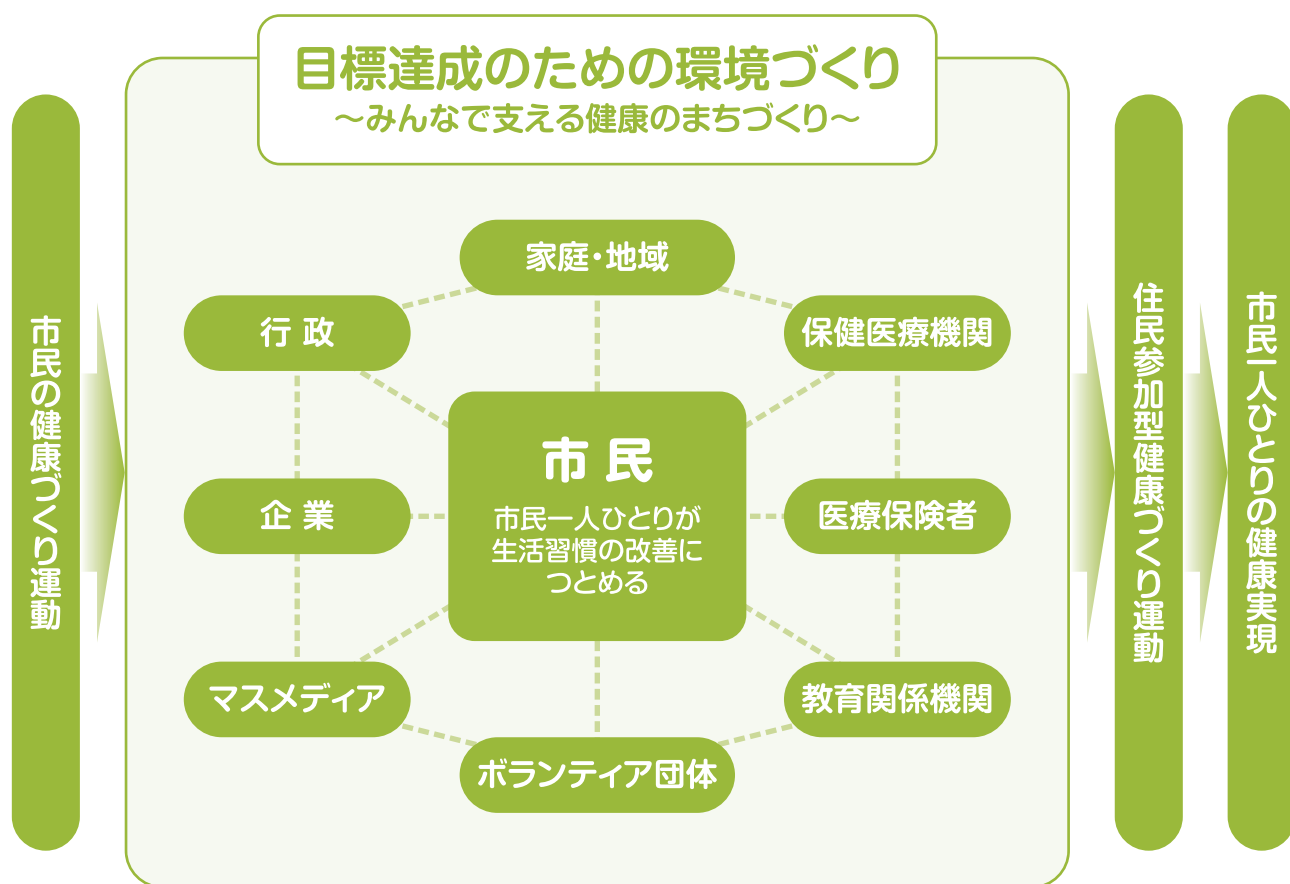 目標達成のための環境づくり
～みんなで支える健康のまちづくり～
市民の健康づくり運動
家庭・地域
行 政
保健医療機関
市 民
市民一人ひとりが
生活習慣の改善に
つとめる
企 業
医療保険者
マスメディア
教育関係機関
ボランティア団体
住民参加型健康づくり運動
市民一人ひとりの健康実現